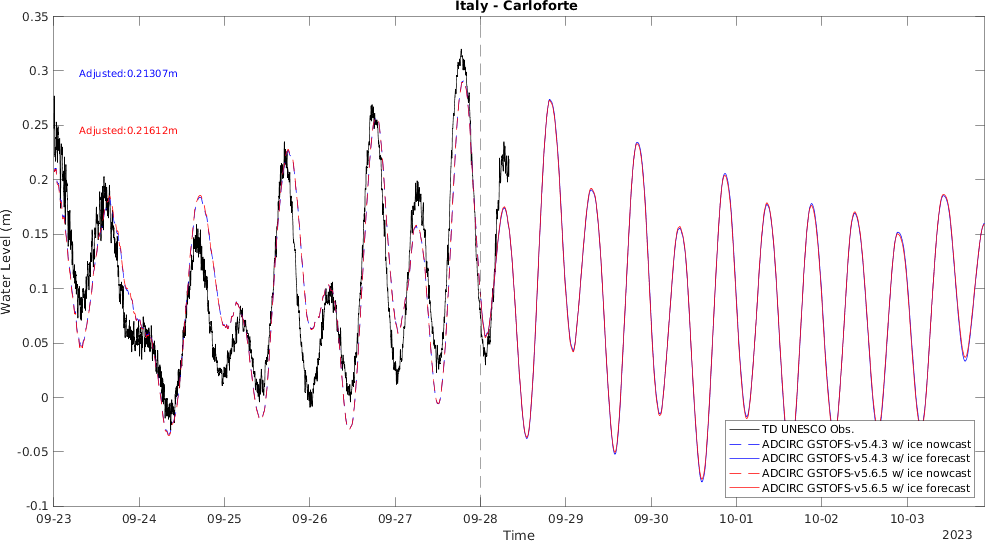 Italy - Carloforte
0.35
0.3
0.25
0.2
0.15
0.1
0.05
0
-0.05
-0.1
Water Level (m)
Adjusted:0.21307m
Adjusted:0.21612m
TD UNESCO Obs.
ADCIRC GSTOFS-v5.4.3 w/ ice nowcast
ADCIRC GSTOFS-v5.4.3 w/ ice forecast
ADCIRC GSTOFS-v5.6.5 w/ ice nowcast
ADCIRC GSTOFS-v5.6.5 w/ ice forecast
09-23 09-24 09-25 09-26 09-27 09-28 09-29 09-30 10-01 10-02 10-03
Time
2023